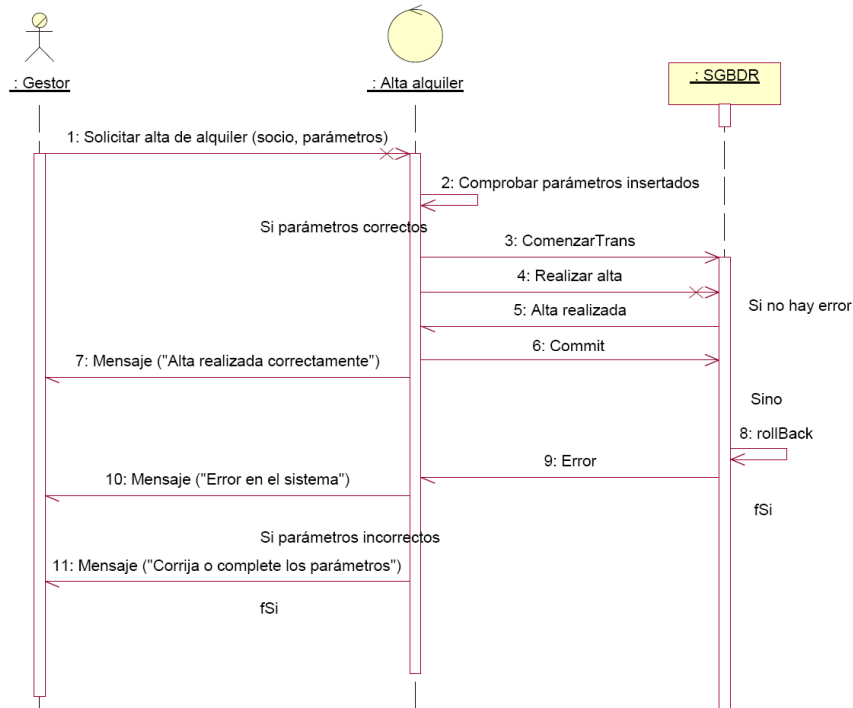 : Gestor
: Alta alquiler
: SGBDR
1: Solicitar alta de alquiler (socio, parámetros)
2: Comprobar parámetros insertados
Si parámetros correctos
3: ComenzarTrans
4: Realizar alta
Si no hay error
5: Alta realizada
6: Commit
7: Mensaje ("Alta realizada correctamente")
Sino
8: rollBack
9: Error
10: Mensaje ("Error en el sistema")
fSi
Si parámetros incorrectos
11: Mensaje ("Corrija o complete los parámetros")
fSi